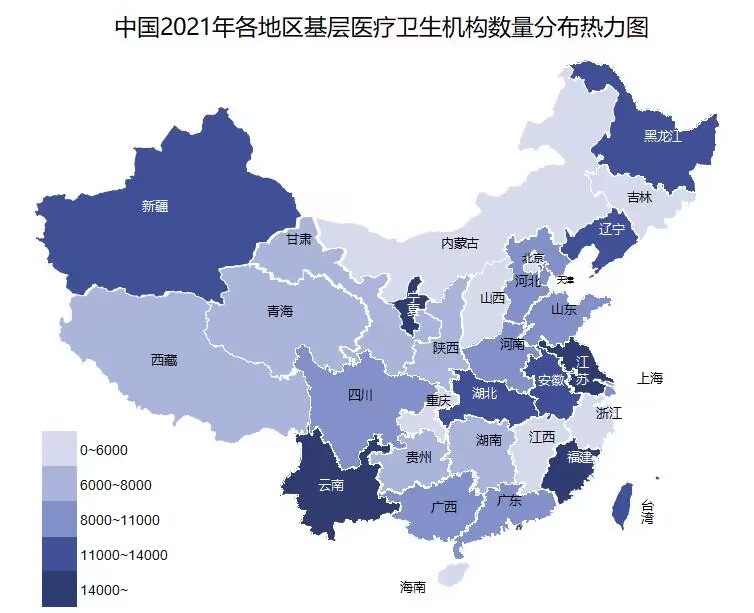 中国2021年各地区基层医疗卫生机构数量分布热力图
黑龙江
新疆
吉林
辽宁
甘肃
内蒙古
北京
天津
河北
宁夏
山西
青海
山东
陕西
河南
西藏
江苏
上海
安徽
四川
湖北
重庆
浙江
湖南
江西
贵州
福建
云南
广西
广东
台湾
海南
0~6000
6000~8000
8000~11000
11000~14000
14000~